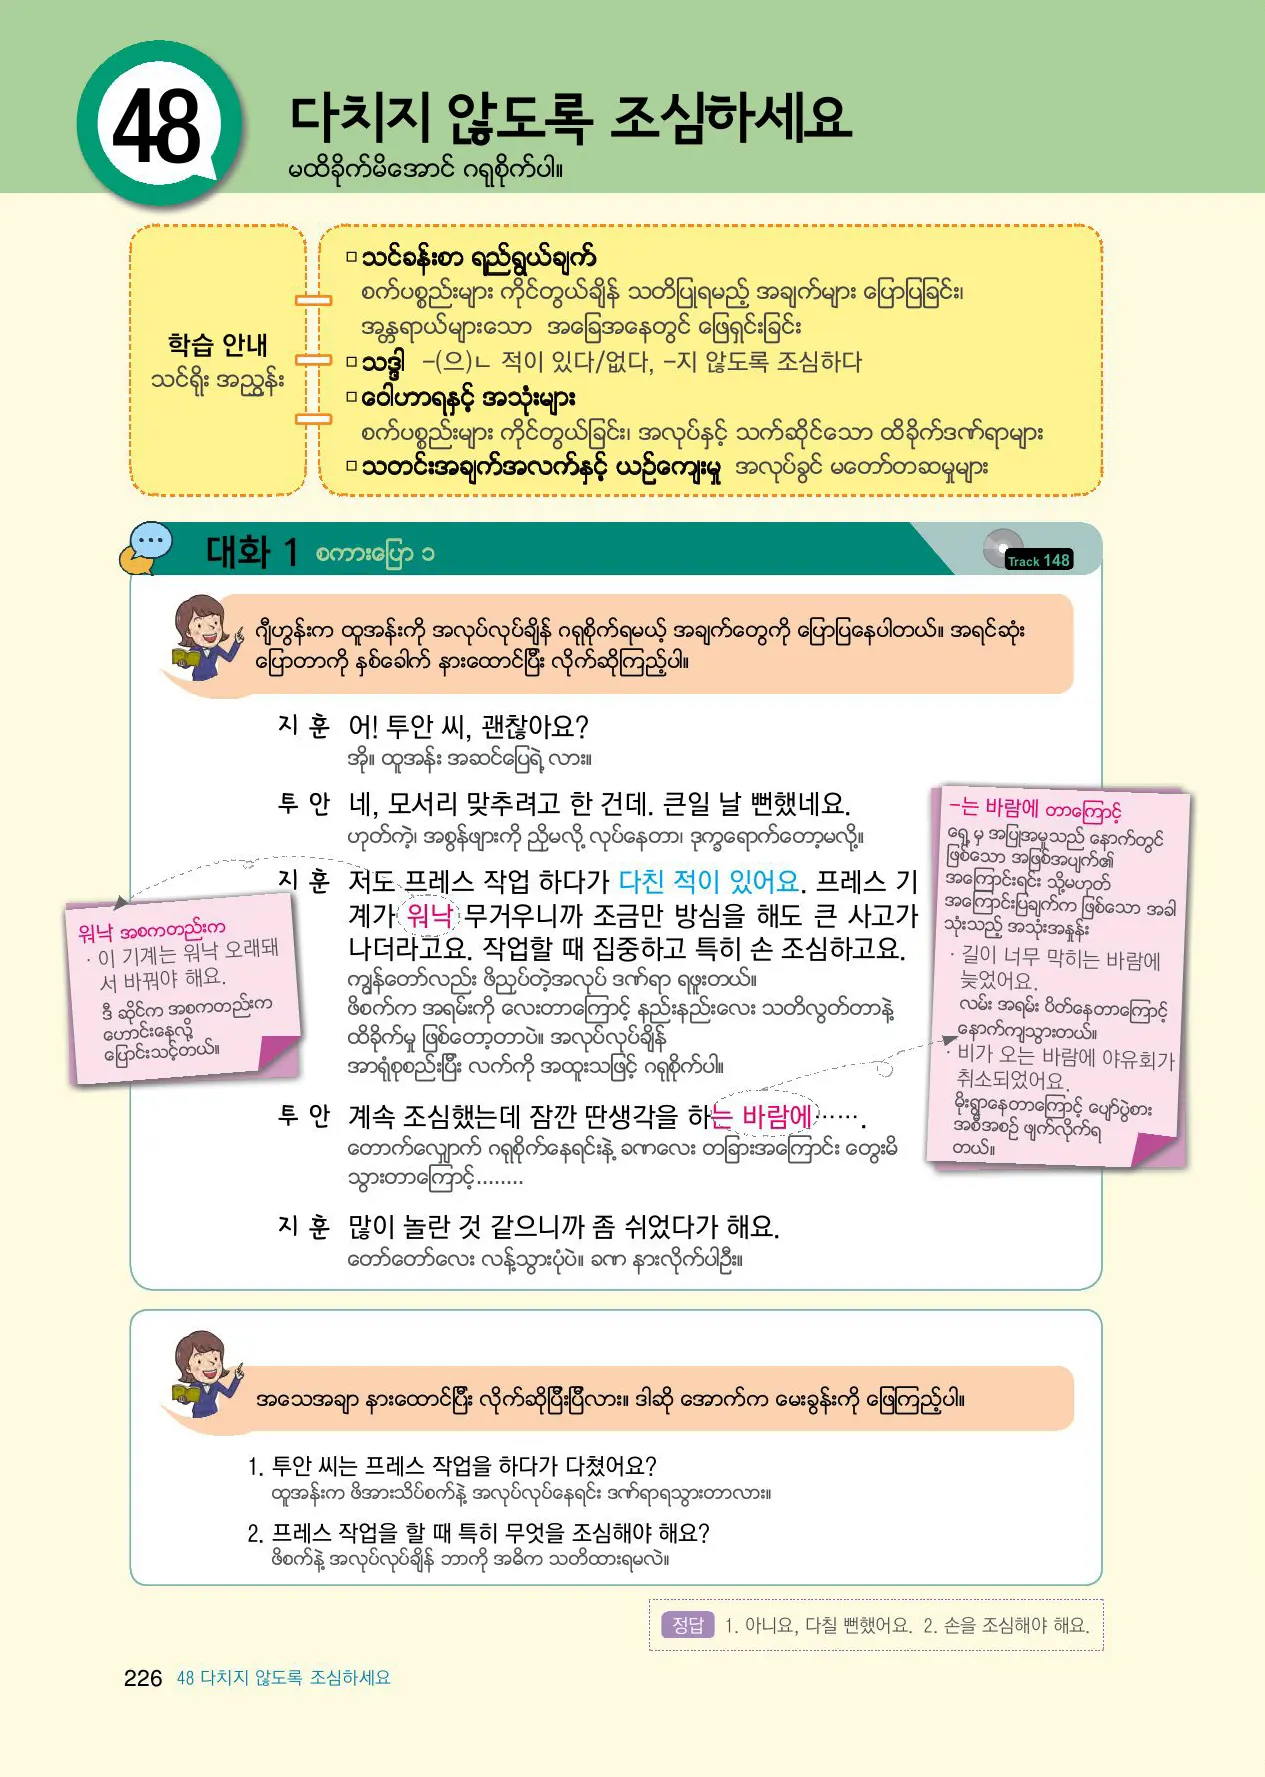 48
다치지 않도록 조심하세요
မထိခိုက်မိအောင် ဂရုစိုက်ပါ။
학습 안내
သင်ရိုး အညွှန်း
□ သင်ခန်းစာ ရည်ရွယ်ချက်
စက်ပစ္စည်းများ ကိုင်တွယ်ချိန် သတိပြုရမည့် အချက်များ ပြောပြခြင်း၊
အန္တရာယ်များသော အခြေအနေတွင် ဖြေရှင်းခြင်း
□ သဒ္ဒါ -(으)ㄴ 적이 있다/없다, -지 않도록 조심하다
□ ဝေါဟာရနှင့် အသုံးများ
စက်ပစ္စည်းများ ကိုင်တွယ်ခြင်း၊ အလုပ်နှင့် သက်ဆိုင်သော ထိခိုက်ဒဏ်ရာများ
□ သတင်းအချက်အလက်နှင့် ယဉ်ကျေးမှု အလုပ်ခွင် မတော်တဆမှုများ
대화 1 စကားပြော ၁
Track 148
ဂျီဟွန်းက ထူအန်းကို အလုပ်လုပ်ချိန် ဂရုစိုက်ရမယ့် အချက်တွေကို ပြောပြနေပါတယ်။ အရင်ဆုံး
ပြောတာကို နှစ်ခေါက် နားထောင်ပြီး လိုက်ဆိုကြည့်ပါ။
지 훈 어! 투안 씨, 괜찮아요?
အို။ ထူအန်း အဆင်ပြေရဲ့လား။
투 안 네, 모서리 맞추려고 한 건데. 큰일 날 뻔했네요.
ဟုတ်ကဲ့၊ အစွန်ဖျားကို ညှိမလို့ လုပ်နေတာ၊ ဒုက္ခရောက်တော့မလို့။
지 훈 저도 프레스 작업 하다가 다친 적이 있어요. 프레스 기
계가 워낙 무거우니까 조금만 방심을 해도 큰 사고가
나더라고요. 작업할 때 집중하고 특히 손 조심하고요.
ကျွန်တော်လည်း ဖိညှပ်တဲ့အလုပ် ဒဏ်ရာ ရဖူးတယ်။
ဖိစက်က အရမ်းကို လေးတာကြောင့် နည်းနည်းလေး သတိလွတ်တာနဲ့
ထိခိုက်မှု ဖြစ်တော့တာပဲ။ အလုပ်လုပ်ချိန်
အာရုံစုစည်းပြီး လက်ကို အထူးသဖြင့် ဂရုစိုက်ပါ။
투 안 계속 조심했는데 잠깐 딴생각을 하는 바람에…….
တောက်လျှောက် ဂရုစိုက်နေရင်းနဲ့ ခဏလေး တခြားအကြောင်း တွေးမိ
သွားတာကြောင့်........
지 훈 많이 놀란 것 같으니까 좀 쉬었다가 해요.
တော်တော်လေး လန့်သွားပုံပဲ။ ခဏ နားလိုက်ပါဦး။
워낙 အစကတည်းက
· 이 기계는 워낙 오래돼
서 바꿔야 해요.
ဒီ ဆိုင်က အစကတည်းက
ဟောင်းနေလို့
ပြောင်းသင့်တယ်။
-는 바람에 တာကြောင့်
ရှေ့မှ အပြုအမူသည် နောက်တွင်
ဖြစ်သော အဖြစ်အပျက်၏
အကြောင်းရင်း သို့မဟုတ်
အကြောင်းပြချက်က ဖြစ်သော အခါ
သုံးသည့် အသုံးအနှုန်း
· 길이 너무 막히는 바람에
늦었어요.
လမ်း အရမ်း ပိတ်နေတာကြောင့်
နောက်ကျသွားတယ်။
· 비가 오는 바람에 야유회가
취소되었어요.
မိုးရွာနေတာကြောင့် ပျော်ပွဲစား
အစီအစဉ် ဖျက်လိုက်ရ
တယ်။
အသေအချာ နားထောင်ပြီး လိုက်ဆိုပြီးပြီလား။ ဒါဆို အောက်က မေးခွန်းကို ဖြေကြည့်ပါ။
1. 투안 씨는 프레스 작업을 하다가 다쳤어요?
ထူအန်းက ဖိအားသိပ်စက်နဲ့ အလုပ်လုပ်နေရင်း ဒဏ်ရာရသွားတာလား။
2. 프레스 작업을 할 때 특히 무엇을 조심해야 해요?
ဖိစက်နဲ့ အလုပ်လုပ်ချိန် ဘာကို အဓိက သတိထားရမလဲ။
정답 1. 아니요, 다칠 뻔했어요. 2. 손을 조심해야 해요.
226 48 다치지 않도록 조심하세요